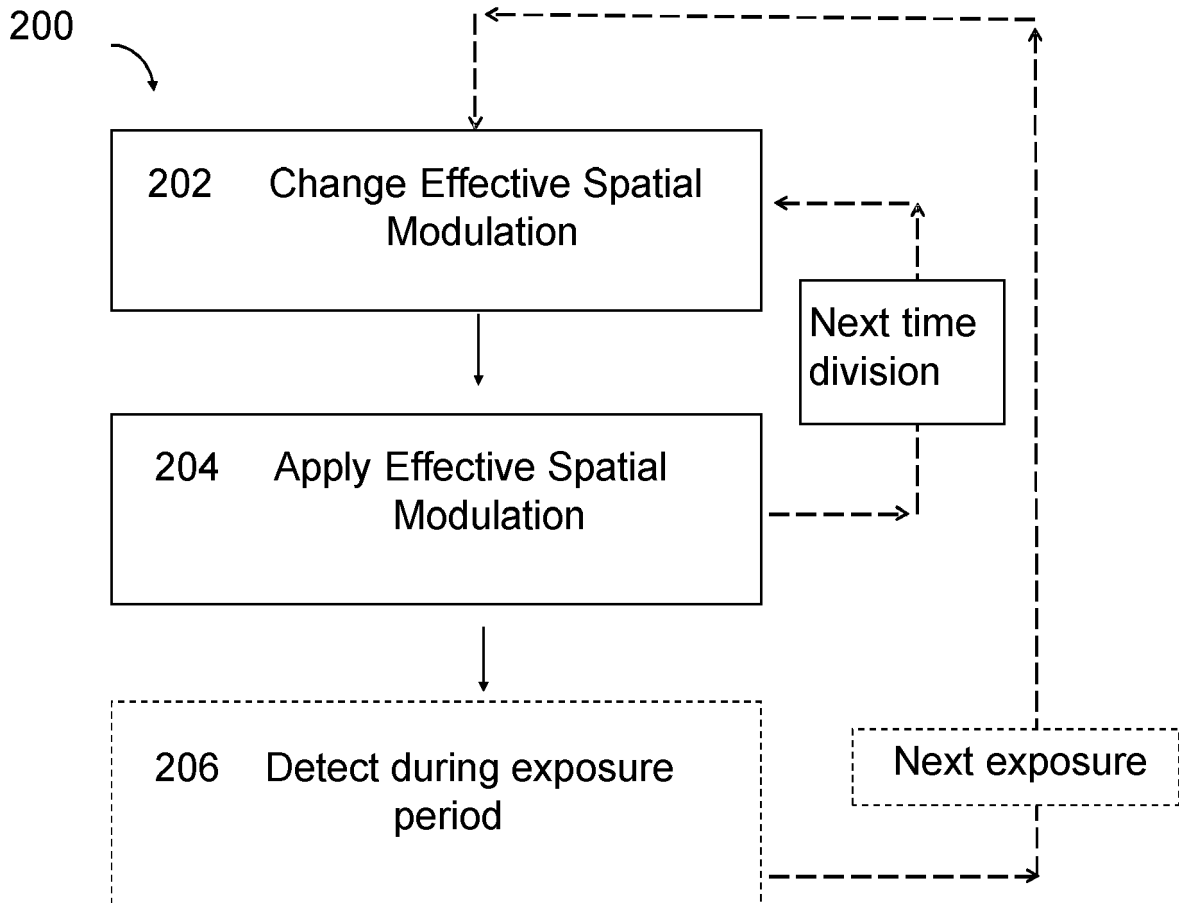 200
202 Change Effective Spatial
Modulation
Next time
division
204 Apply Effective Spatial
Modulation
206 Detect during exposure
period
Next exposure